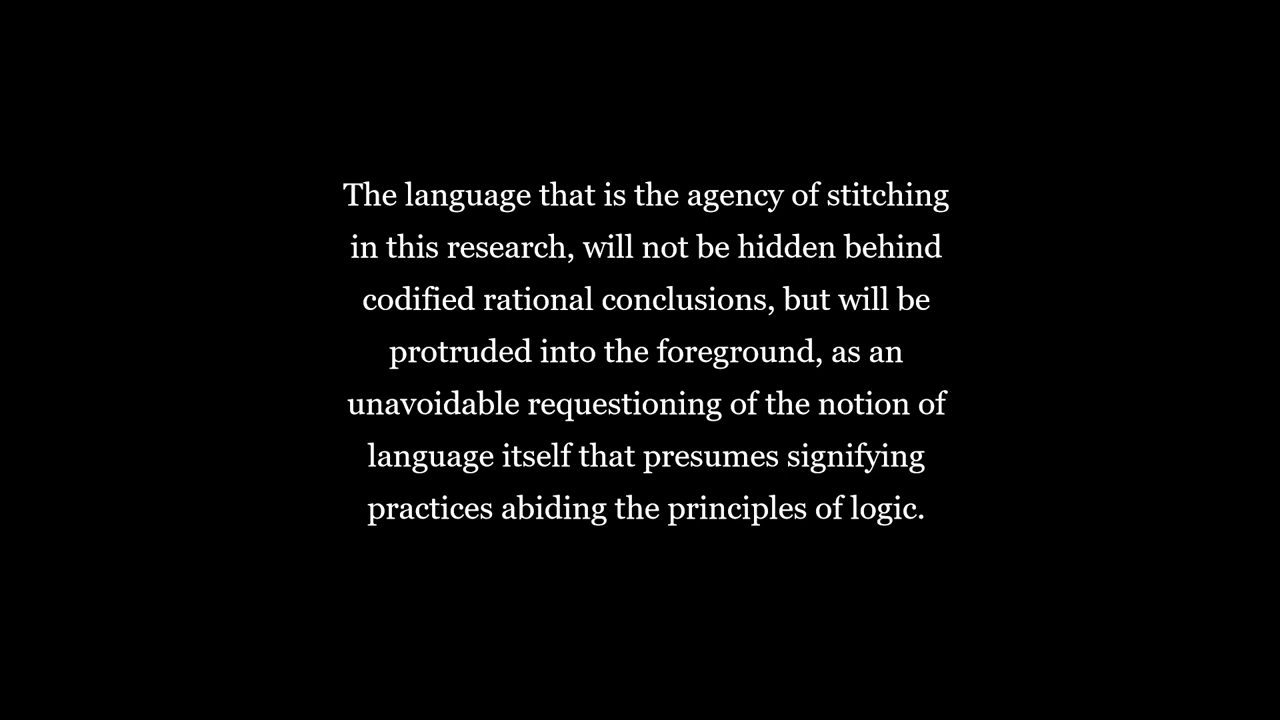 The language that is the agency of stitching
in this research, will not be hidden behind
codified rational conclusions, but will be
protruded into the foreground, as an
unavoidable requestioning of the notion of
language itself that presumes signifying
practices abiding the principles of logic.